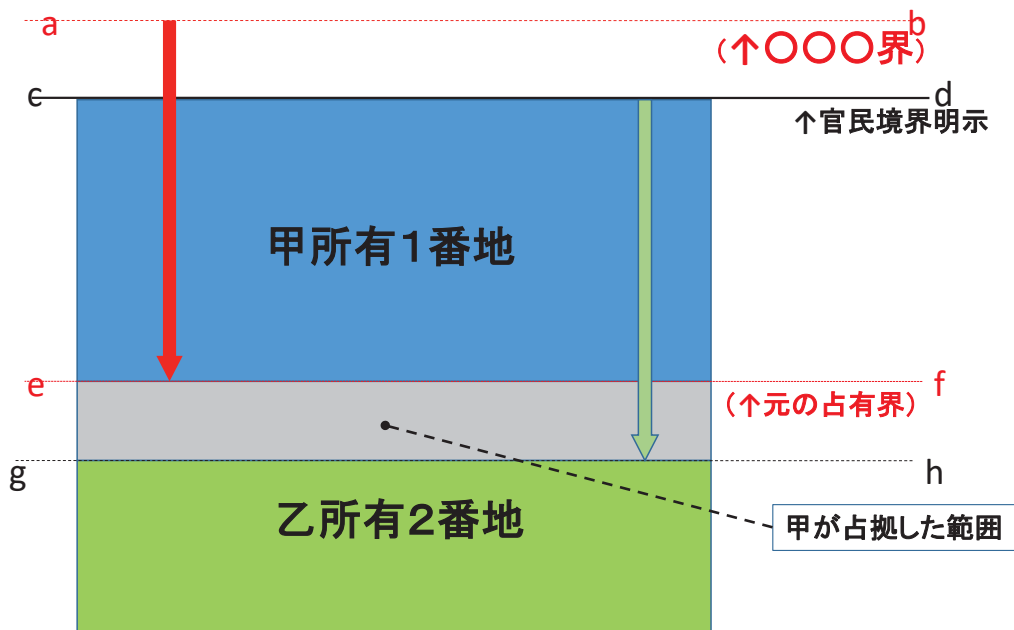 a
b
(↑〇〇〇界)
c
d
↑官民境界明示
甲所有1番地
e
f
(↑元の占有界)
g
h
乙所有2番地
甲が占拠した範囲